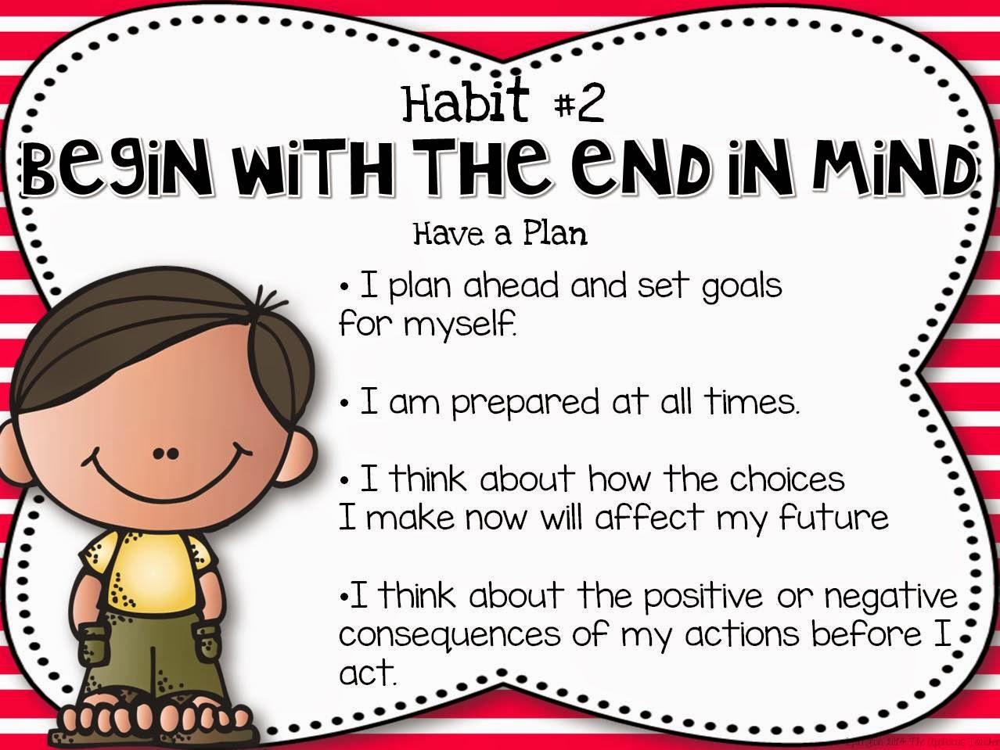 Habit #2
BeGiN WiTH THe eND iN MiND
Have a Plan
• I plan ahead and set goals
for myself.
• I am prepared at all times.
• I think about how the choices
I make now will affect my future
•I think about the positive or negative
consequences of my actions before I
act.
2014 The